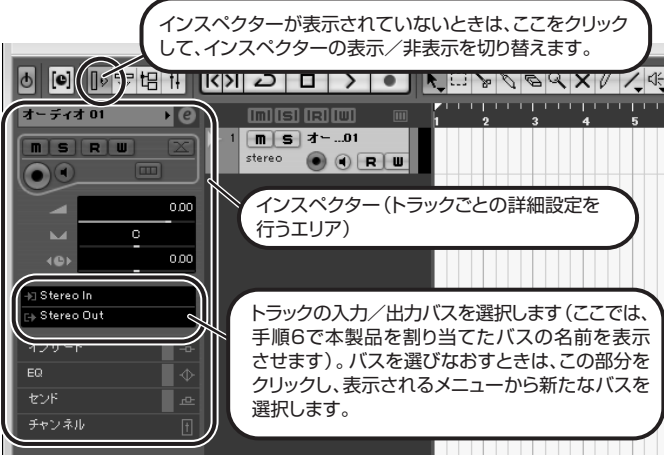 インスペクターが表示されていないときは、ここをクリック
して、インスペクターの表示／非表示を切り替えます。
オーディオ 01
e
m S R W
0.00
C
0.00
Stereo In
Stereo Out
インサート
EQ
センド
チャンネル
m S R W
1 m S オー...01
stereo R W
1 2 3 4 5
インスペクター（トラックごとの詳細設定を
行うエリア）
トラックの入力／出力バスを選択します（ここでは、
手順6で本製品を割り当てたバスの名前を表示
させます）。バスを選びなおすときは、この部分を
クリックし、表示されるメニューから新たなバスを
選択します。